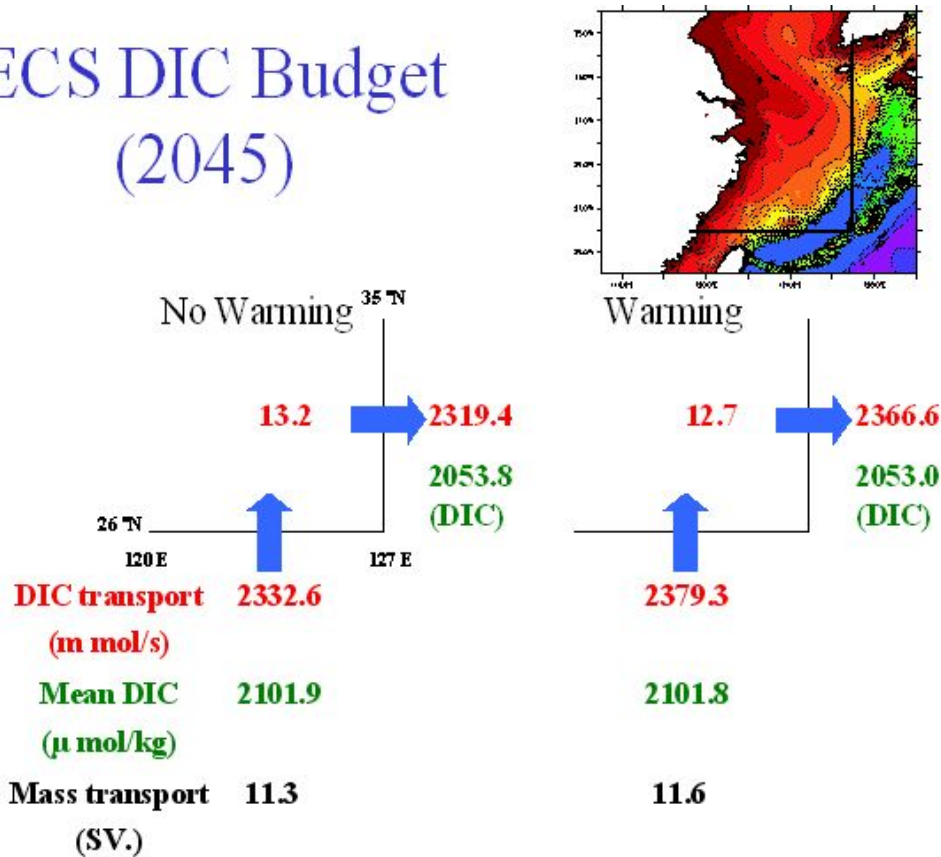 ECS DIC Budget
(2045)
No Warming
35 °N
Warming
13.2
2319.4
12.7
2366.6
2053.8
(DIC)
2053.0
(DIC)
26 °N
120 E
127 E
DIC transport 2332.6 2379.3
(m mol/s)
Mean DIC 2101.9 2101.8
(μ mol/kg)
Mass transport 11.3 11.6
(SV.)